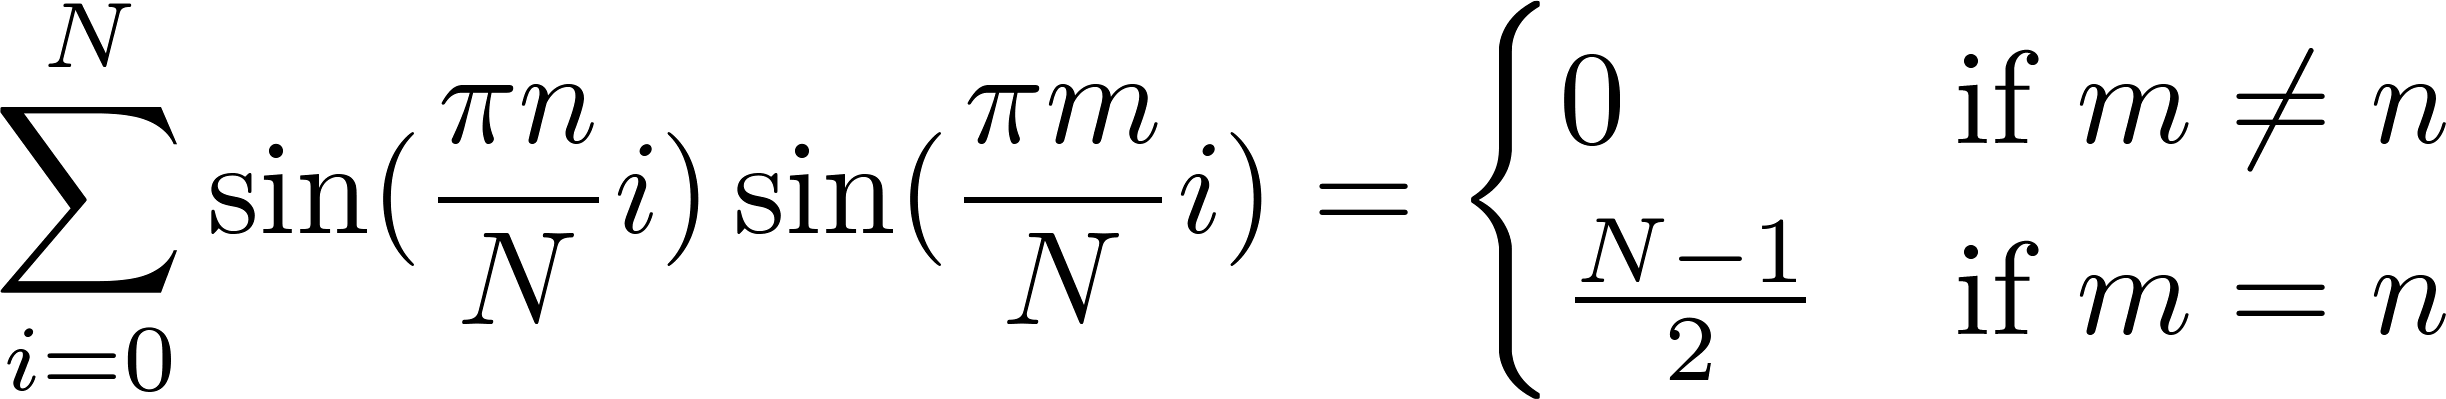 \sum_{i=0}^{N} \sin(\frac{\pi n}{N} i) \sin(\frac{\pi m}{N} i) = \begin{cases} 0 & \text{if } m \neq n \\ \frac{N-1}{2} & \text{if } m = n \end{cases}